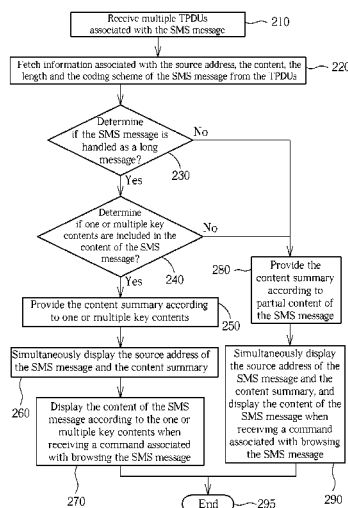 Receive multiple TPDUs
associated with the SMS message
210
Fetch information associated with the source address, the content, the
length and the coding scheme of the SMS message from the TPDUs
220
Determine
if the SMS message is
handled as a long
message?
No
230
Yes
Determine
if one or multiple key
contents are included in the
content of the SMS
message?
No
240
Yes
280
Provide the
content summary
according to
partial content of
the SMS message
Provide the content summary according
to one or multiple key contents
250
Simultaneously display the source address of
the SMS message and the content summary
260
Simultaneously display
the source address of the
SMS message and the
content summary, and
display the content of the
SMS message when
receiving a command
associated with browsing
the SMS message
290
Display the content of the SMS
message according to the one or
multiple key contents when
receiving a command associated
with browsing the SMS message
270
End
295